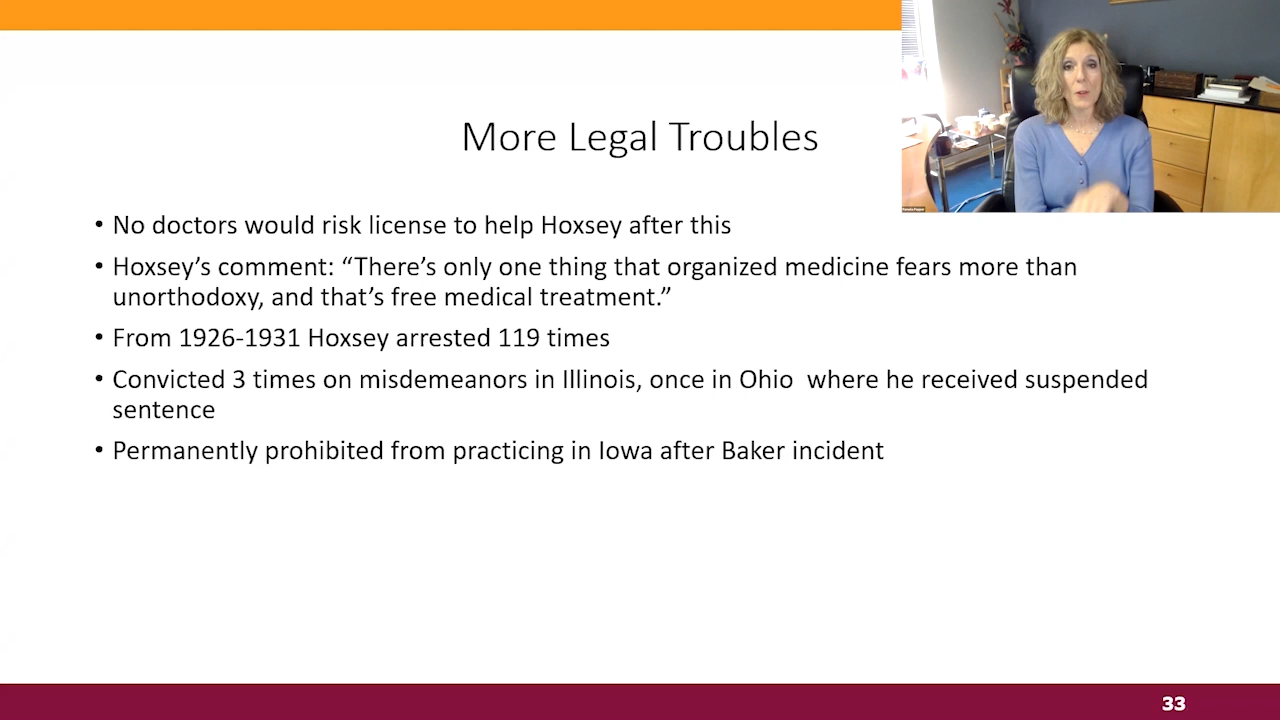 More Legal Troubles
• No doctors would risk license to help Hoxsey after this
• Hoxsey’s comment: “There’s only one thing that organized medicine fears more than
unorthodoxy, and that’s free medical treatment.”
• From 1926-1931 Hoxsey arrested 119 times
• Convicted 3 times on misdemeanors in Illinois, once in Ohio  where he received suspended
sentence
• Permanently prohibited from practicing in Iowa after Baker incident
33